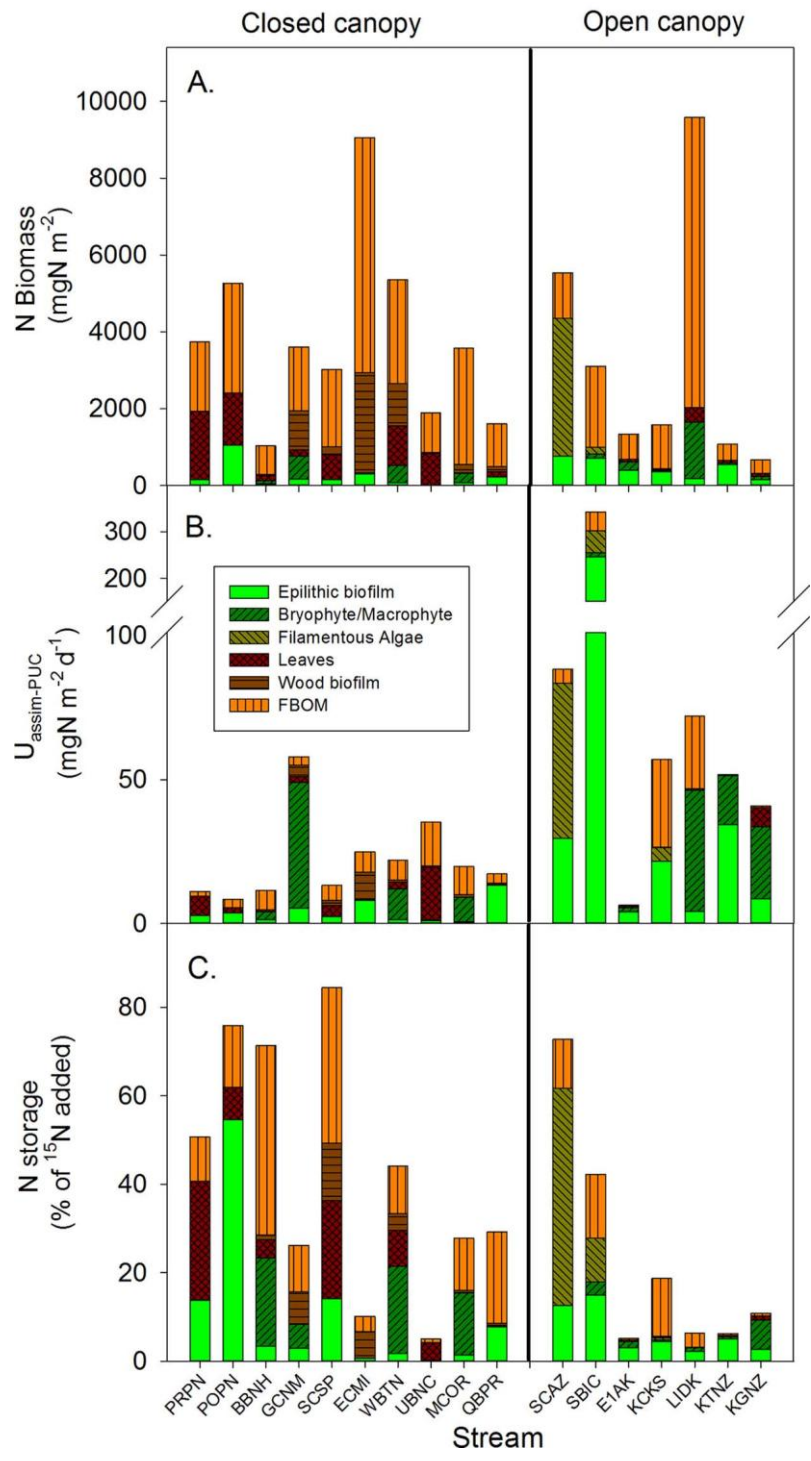 Closed canopy Open canopy
A.
10000
8000
6000
4000
2000
0
N Biomass
(mgN m-2)
B.
300
200
100
50
0
Uassim-PUC
(mgN m-2 d-1)
Epilithic biofilm
Bryophyte/Macrophyte
Filamentous Algae
Leaves
Wood biofilm
FBOM
C.
80
60
40
20
0
N storage
(% of 15N added)
PRPN POPN BBNH GCNM SCSP ECMI WBTN UBNC MCOR QBPR SCAZ SBIC E1AK KCKS LIDK KTNZ KGNZ
Stream